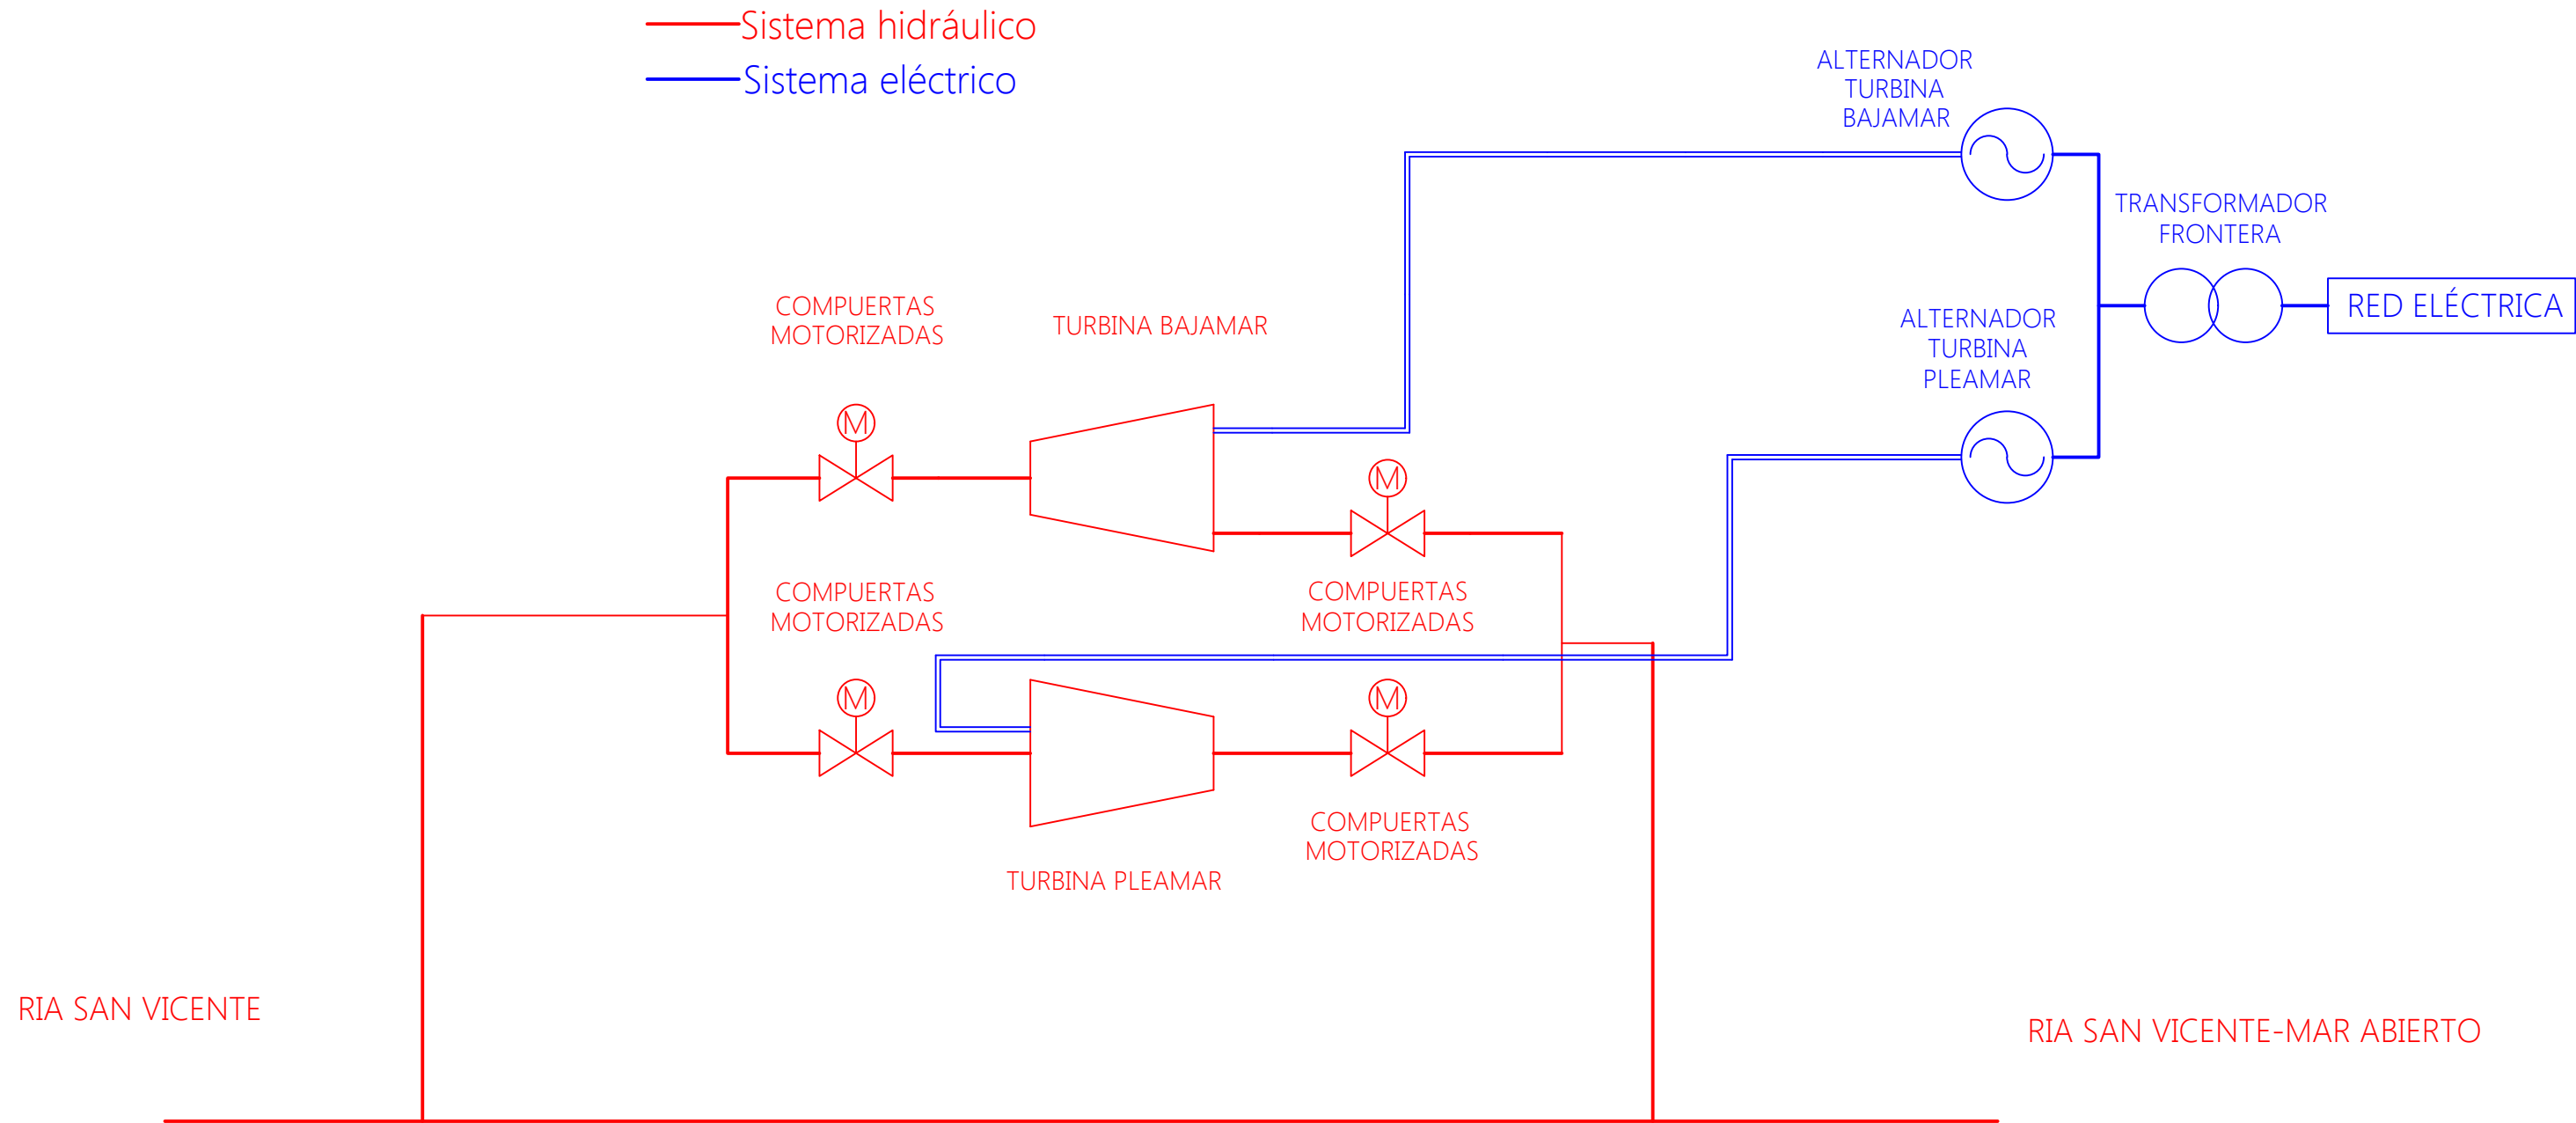 Sistema hidráulico
Sistema eléctrico
ALTERNADOR
TURBINA
BAJAMAR
TRANSFORMADOR
FRONTERA
RED ELÉCTRICA
ALTERNADOR
TURBINA
PLEAMAR
COMPUERTAS
MOTORIZADAS
TURBINA BAJAMAR
M
M
COMPUERTAS
MOTORIZADAS
COMPUERTAS
MOTORIZADAS
M
M
COMPUERTAS
MOTORIZADAS
TURBINA PLEAMAR
RIA SAN VICENTE
RIA SAN VICENTE-MAR ABIERTO